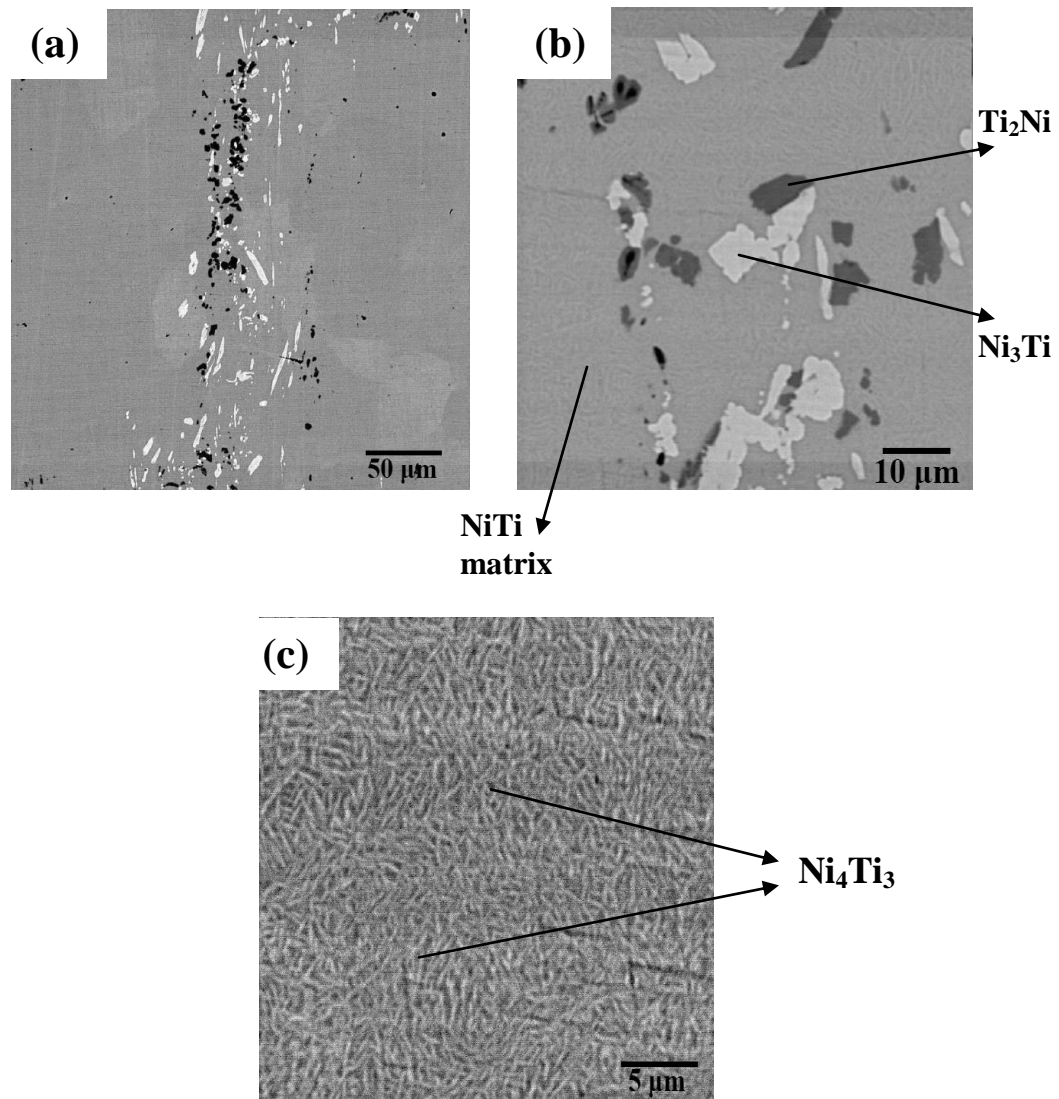 (a)
(b)
Ti₂Ni
Ni₃Ti
50 μm
10 μm
NiTi
matrix
(c)
Ni₄Ti₃
5 μm